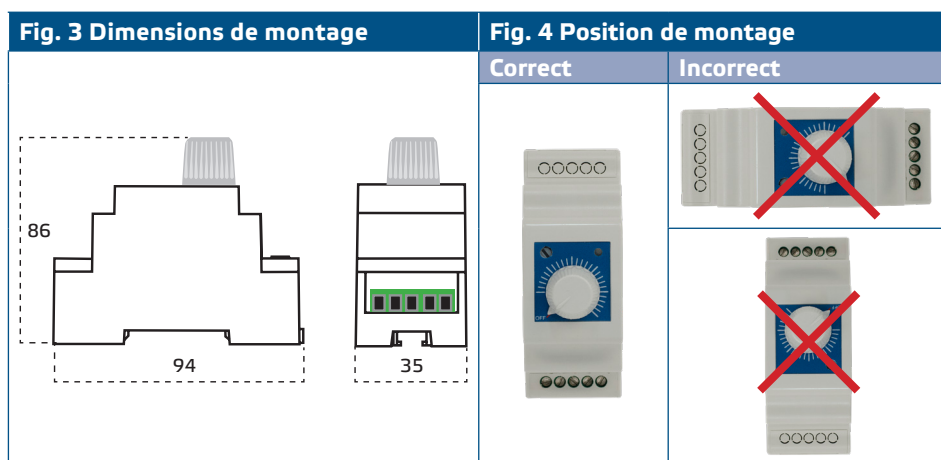 Fig. 3 Dimensions de montage
Fig. 4 Position de montage
Correct
Incorrect
86
94
35
OFF